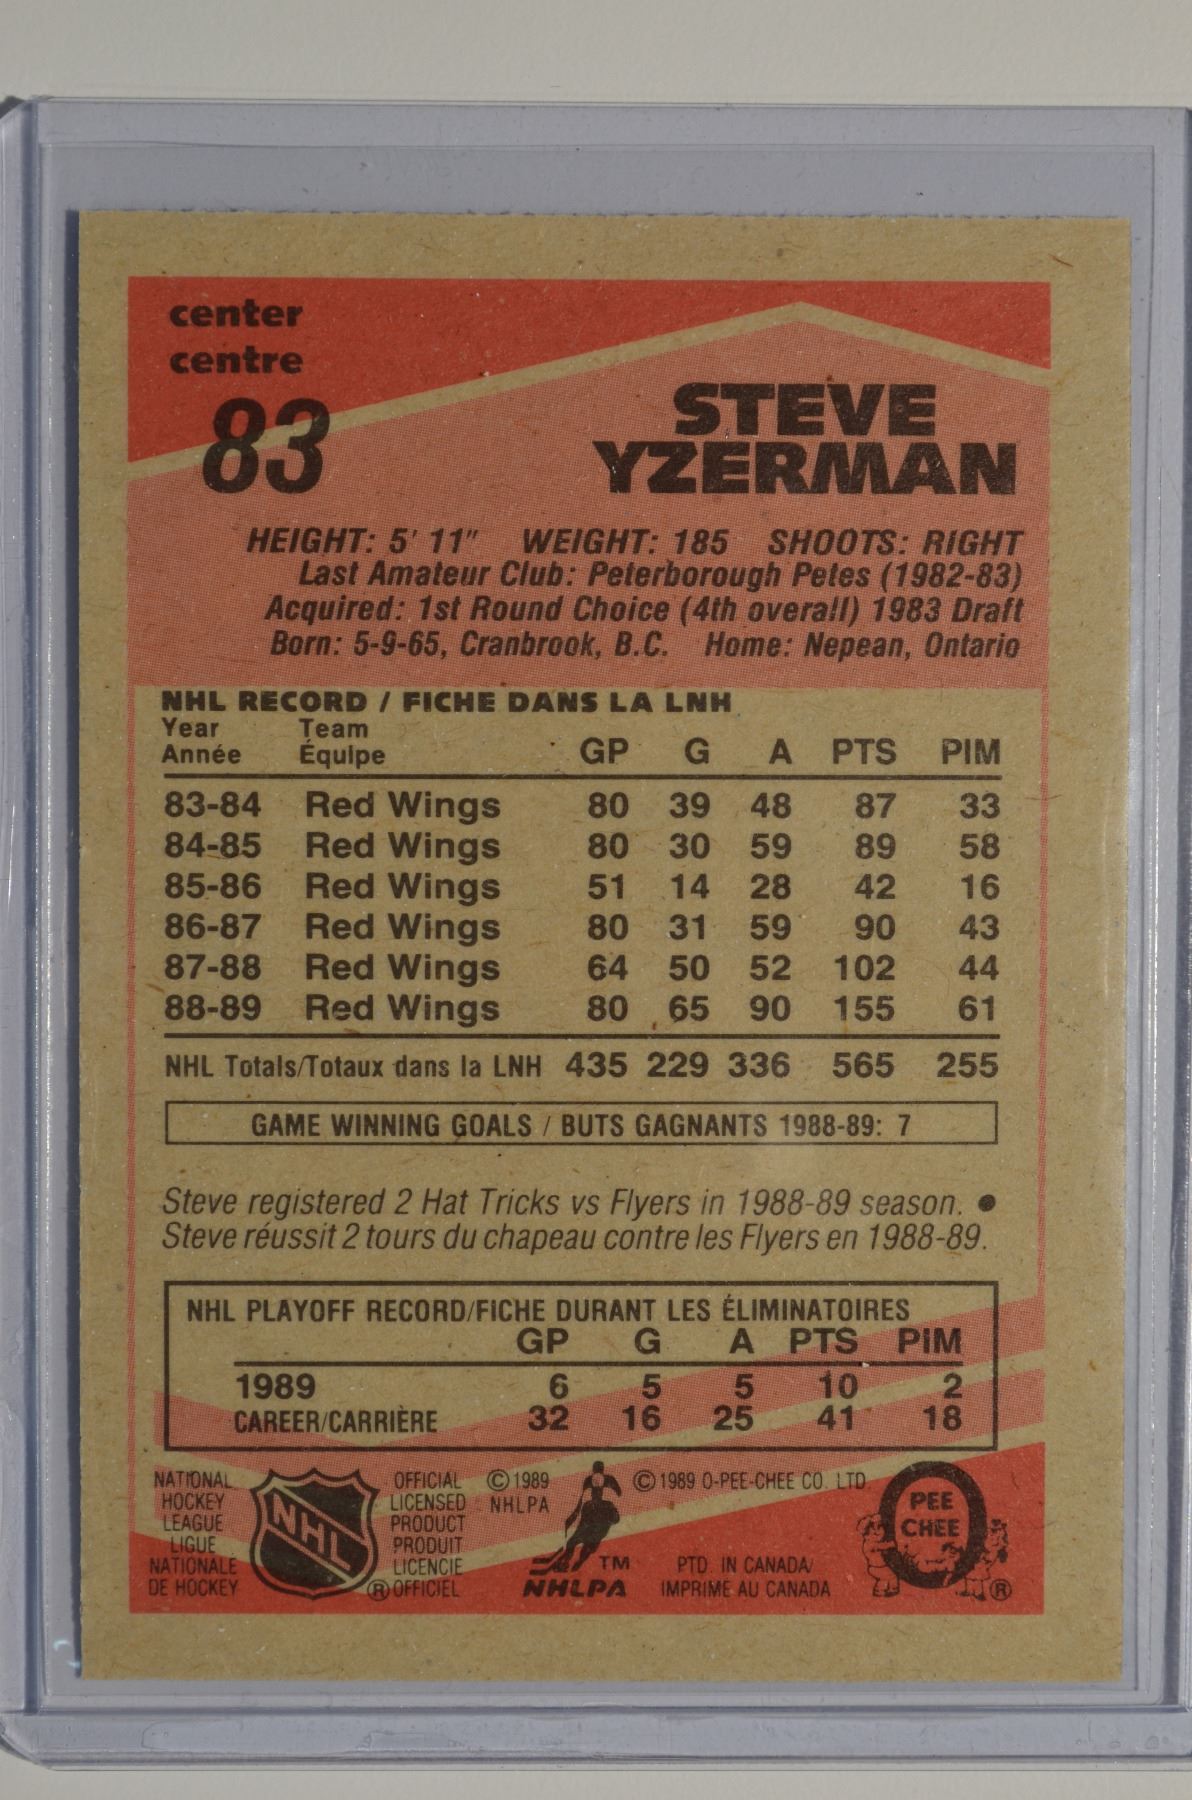 center
centre
83
STEVE
YZERMAN
HEIGHT: 5' 11" WEIGHT: 185 SHOOTS: RIGHT
Last Amateur Club: Peterborough Petes (1982-83)
Acquired: 1st Round Choice (4th overall) 1983 Draft
Born: 5-9-65, Cranbrook, B.C. Home: Nepean, Ontario
NHL RECORD / FICHE DANS LA LNH
Year Team
Année Équipe GP G A PTS PIM
83-84 Red Wings 80 39 48 87 33
84-85 Red Wings 80 30 59 89 58
85-86 Red Wings 51 14 28 42 16
86-87 Red Wings 80 31 59 90 43
87-88 Red Wings 64 50 52 102 44
88-89 Red Wings 80 65 90 155 61
NHL Totals/Totaux dans la LNH 435 229 336 565 255
GAME WINNING GOALS / BUTS GAGNANTS 1988-89: 7
Steve registered 2 Hat Tricks vs Flyers in 1988-89 season. ●
Steve réussit 2 tours du chapeau contre les Flyers en 1988-89.
NHL PLAYOFF RECORD/FICHE DURANT LES ÉLIMINATOIRES
GP G A PTS PIM
1989 6 5 5 10 2
CAREER/CARRIÈRE 32 16 25 41 18
NATIONAL
HOCKEY
LEAGUE
LIGUE
NATIONALE
DE HOCKEY
NHL
®
OFFICIAL
LICENSED
PRODUCT
PRODUIT
LICENCIE
OFFICIEL
© 1989
NHLPA
TM
NHLPA
© 1989 O-PEE-CHEE CO. LTD.
PTD. IN CANADA/
IMPRIMÉ AU CANADA
PEE
CHEE
®